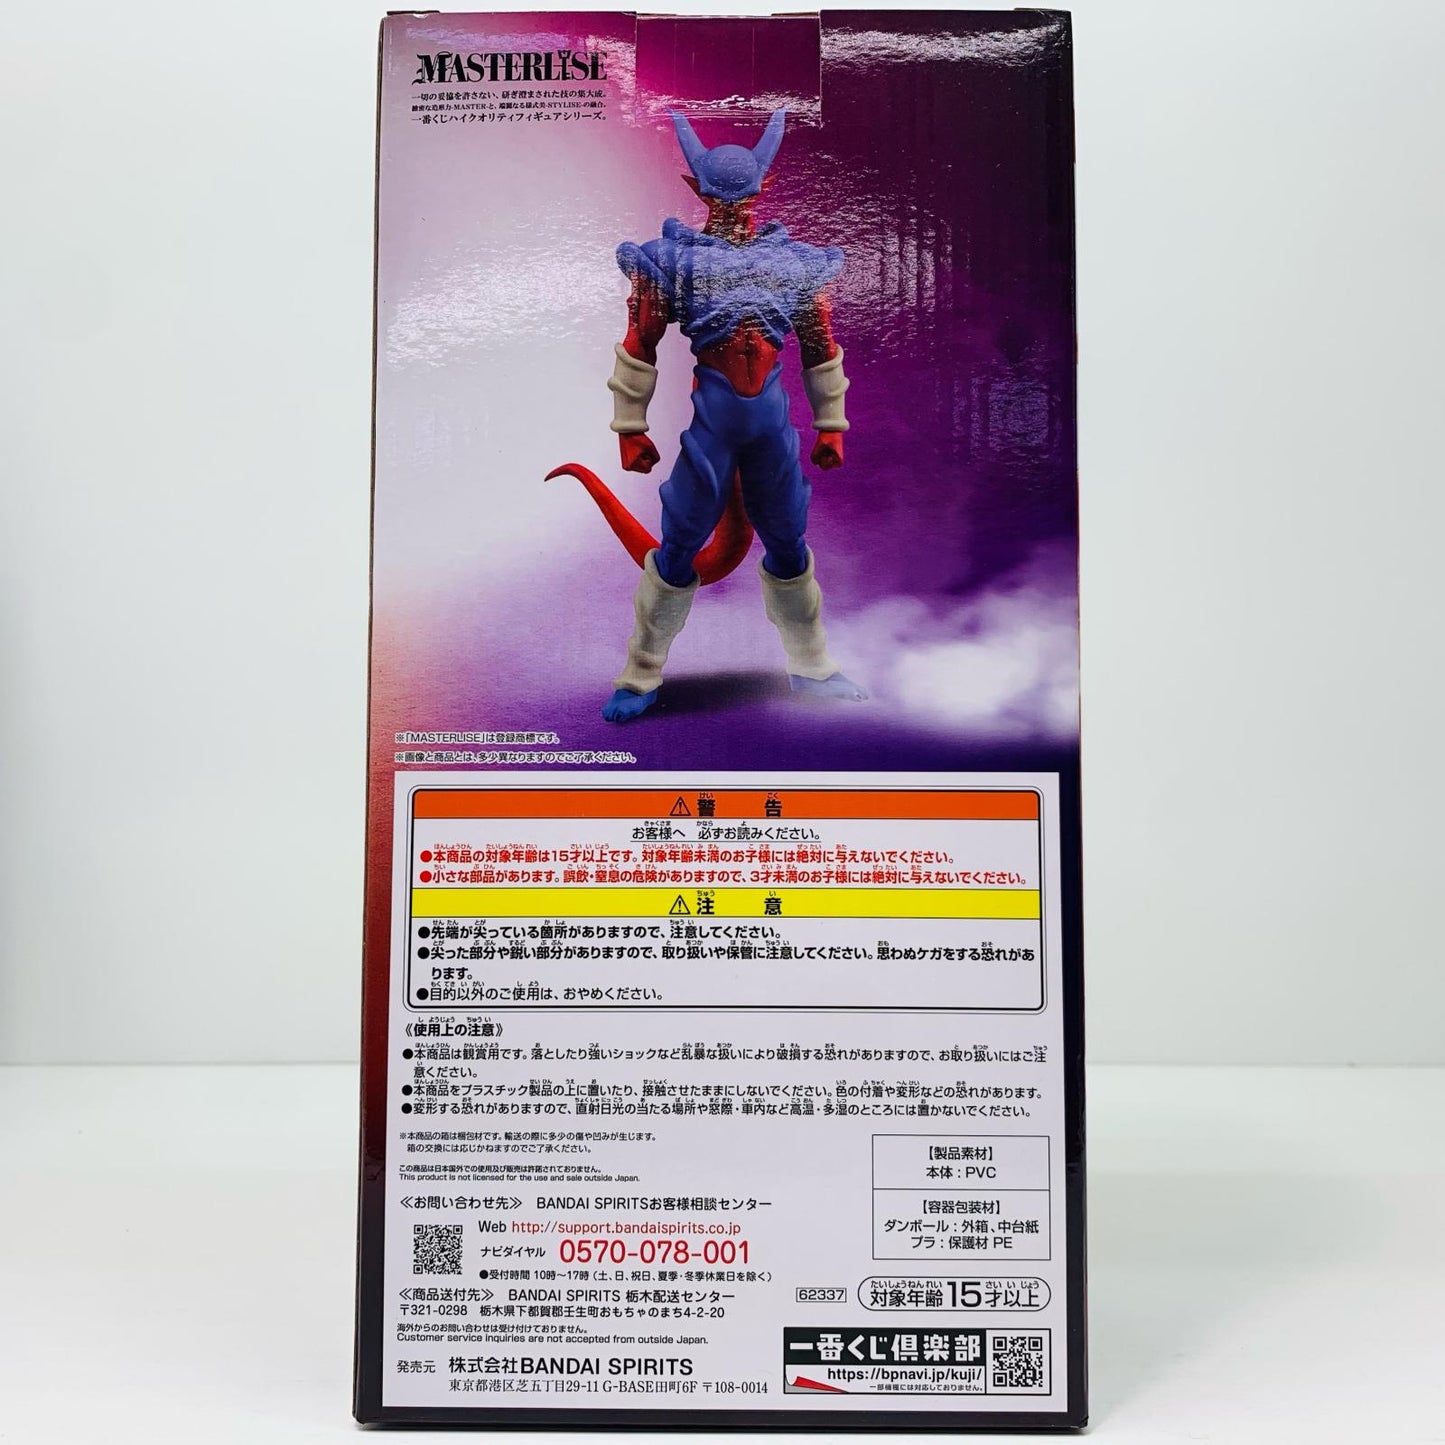 MASTERLISE
一切の妥協を許さない、研ぎ澄まされた技の集大成。
緻密な造形力-MASTER-と、端麗なる様式美-STYLISE-の融合。
一番くじハイクオリティフィギュアシリーズ。
※「MASTERLISE」は登録商標です。
※画像と商品とは、多少異なりますのでご了承ください。
⚠警告
お客様へ 必ずお読みください。
●本商品の対象年齢は15才以上です。対象年齢未満のお子様には絶対に与えないでください。
●小さな部品があります。誤飲・窒息の危険がありますので、3才未満のお子様には絶対に与えないでください。
⚠注意
●先端が尖っている箇所がありますので、注意してください。
●尖った部分や鋭い部分がありますので、取り扱いや保管に注意してください。思わぬケガをする恐れがあ
ります。
●目的以外のご使用は、おやめください。
《使用上の注意》
●本商品は観賞用です。落としたり強いショックなど乱暴な扱いにより破損する恐れがありますので、お取り扱いにはご注
意ください。
●本商品をプラスチック製品の上に置いたり、接触させたままにしないでください。色の付着や変形などの恐れがあります。
●変形する恐れがありますので、直射日光の当たる場所や窓際・車内など高温・多湿のところには置かないでください。
※本商品の箱は梱包材です。輸送の際に多少の傷や凹みが生じます。
箱の交換には応じかねますのでご了承ください。
この商品は日本国外での使用及び販売は許諾されておりません。
This product is not licensed for the use and sale outside Japan.
【製品素材】
本体：PVC
【容器包装材】
ダンボール：外箱、中台紙
プラ：保護材 PE
≪お問い合わせ先≫ BANDAI SPIRITSお客様相談センター
Web http://support.bandaispirits.co.jp
ナビダイヤル 0570-078-001
●受付時間 10時～17時（土、日、祝日、夏季・冬季休業日を除く）
≪商品送付先≫ BANDAI SPIRITS 栃木配送センター
〒321-0298 栃木県下都賀郡壬生町おもちゃのまち4-2-20
62337
対象年齢15才以上
海外からのお問い合わせは受け付けておりません。
Customer service inquiries are not accepted from outside Japan.
発売元 株式会社BANDAI SPIRITS
東京都港区芝五丁目29-11 G-BASE田町6F 〒108-0014
一番くじ倶楽部
https://bpnavi.jp/kuji/
一部機種には対応しておりません。